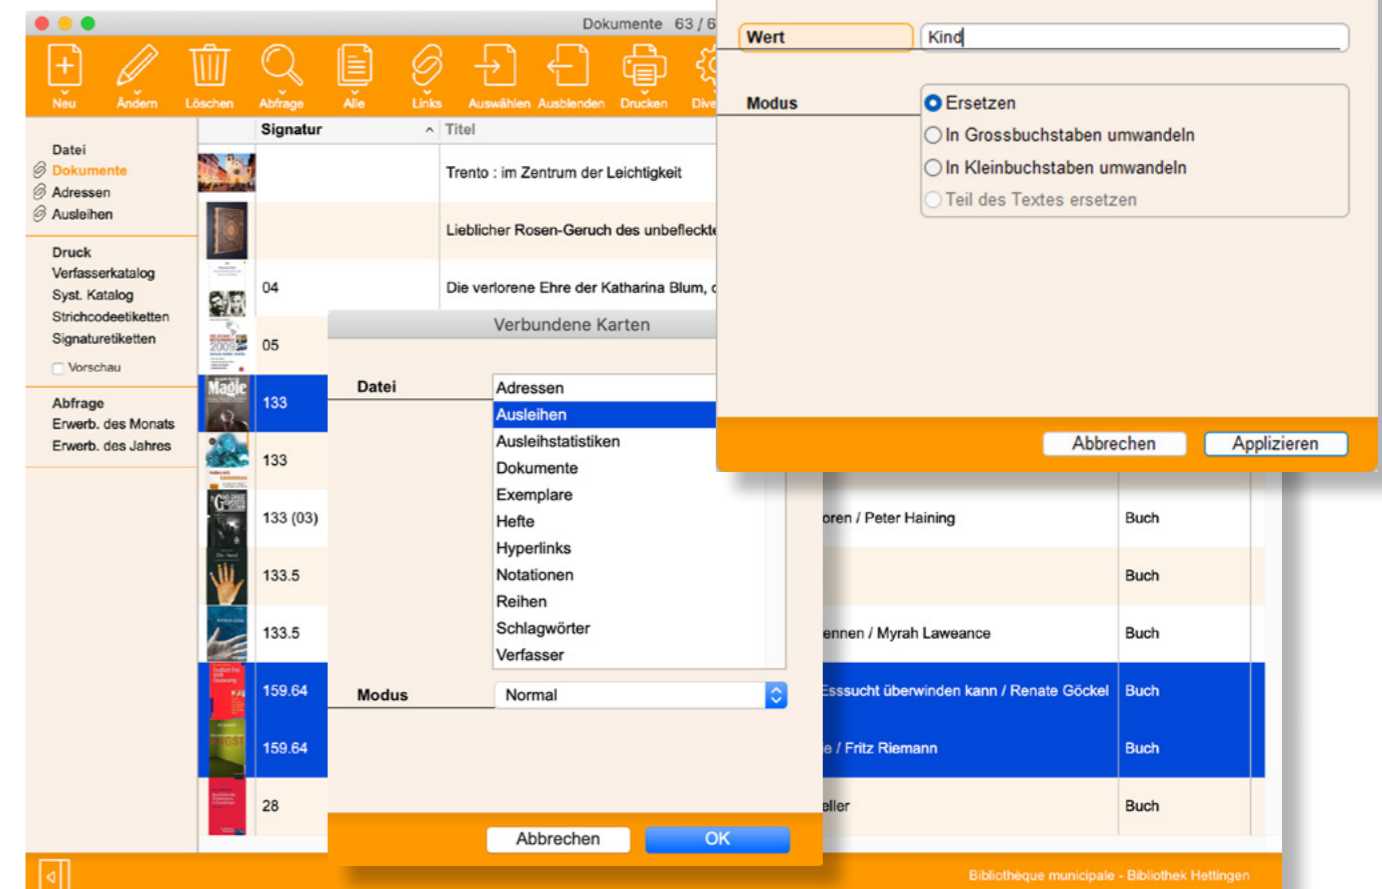 Dokumente 63 / 6
Neu
Ändern
Löschen
Abfrage
Alle
Links
Auswählen
Ausblenden
Drucken
Dive
Datei
Dokumente
Adressen
Ausleihen
Druck
Verfasserkatalog
Syst. Katalog
Strichcodeetiketten
Signaturetiketten
Vorschau
Abfrage
Erwerb. des Monats
Erwerb. des Jahres
Signatur Titel
Trento : im Zentrum der Leichtigkeit
Lieblicher Rosen-Geruch des unbefleckte
04 Die verlorene Ehre der Katharina Blum,
05
2009
Magie
133
133
133 (03) oren / Peter Haining Buch
133.5 Buch
133.5 ennen / Myrah Laweance Buch
159.64 Esssucht überwinden kann / Renate Göckel Buch
159.64 e / Fritz Riemann Buch
28 eller Buch
Verbundene Karten
Datei
Adressen
Ausleihen
Ausleihstatistiken
Dokumente
Exemplare
Hefte
Hyperlinks
Notationen
Reihen
Schlagwörter
Verfasser
Modus Normal
Abbrechen OK
Wert Kind
Modus
Ersetzen
In Grossbuchstaben umwandeln
In Kleinbuchstaben umwandeln
Teil des Textes ersetzen
Abbrechen Applizieren
Bibliothèque municipale - Bibliothek Hettingen